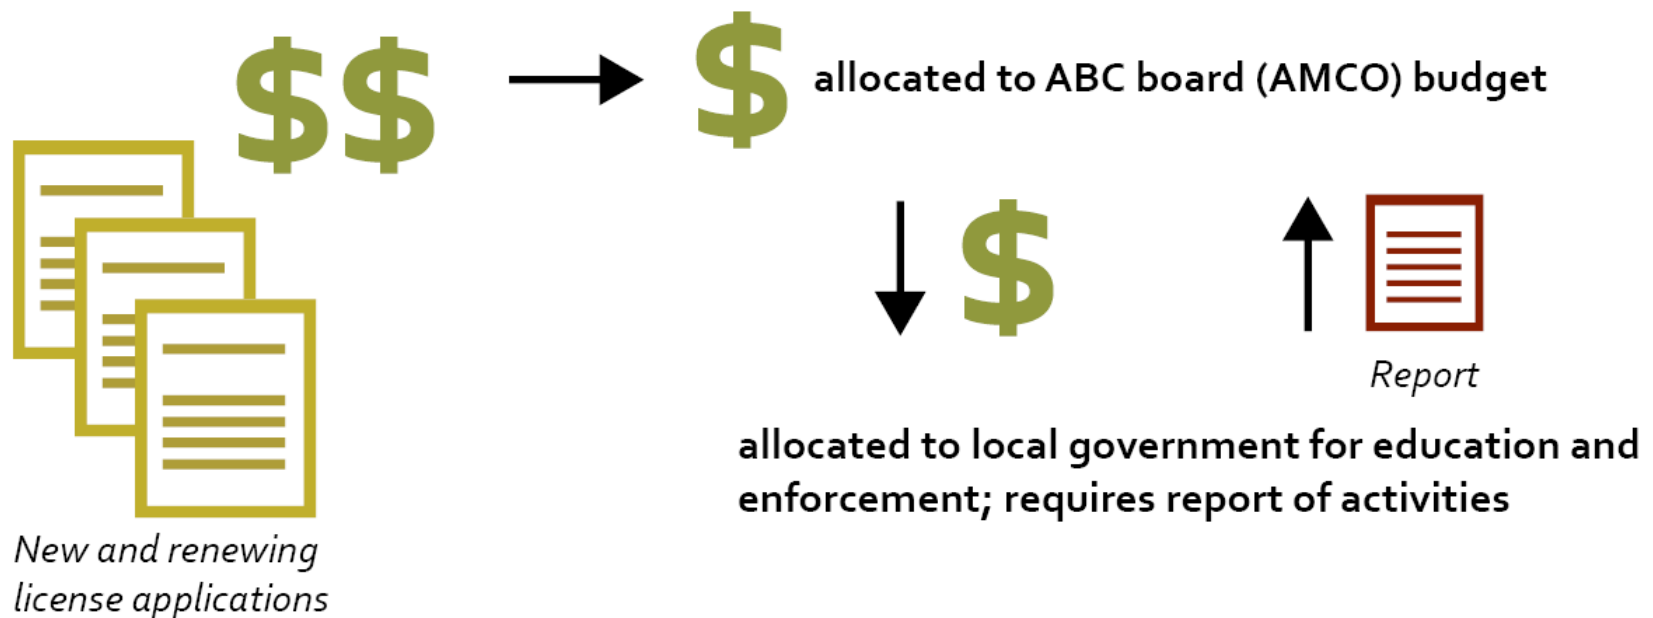 $$
$ allocated to ABC board (AMCO) budget
$
Report
allocated to local government for education and
enforcement; requires report of activities
New and renewing
license applications